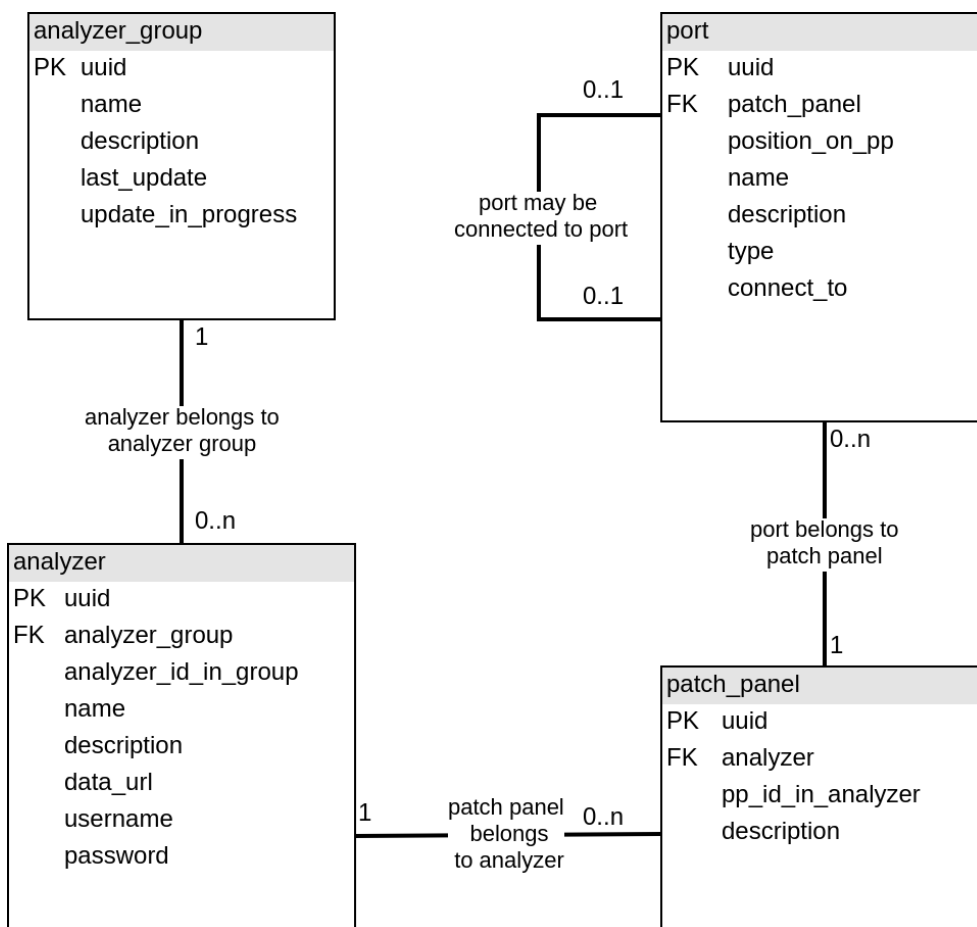 analyzer_group
PK uuid
name
description
last_update
update_in_progress
port
PK uuid
FK patch_panel
position_on_pp
name
description
type
connect_to
0..1
port may be
connected to port
0..1
1
analyzer belongs to
analyzer group
0..n
0..n
port belongs to
patch panel
1
analyzer
PK uuid
FK analyzer_group
analyzer_id_in_group
name
description
data_url
username
password
1
patch panel
belongs
to analyzer
0..n
patch_panel
PK uuid
FK analyzer
pp_id_in_analyzer
description